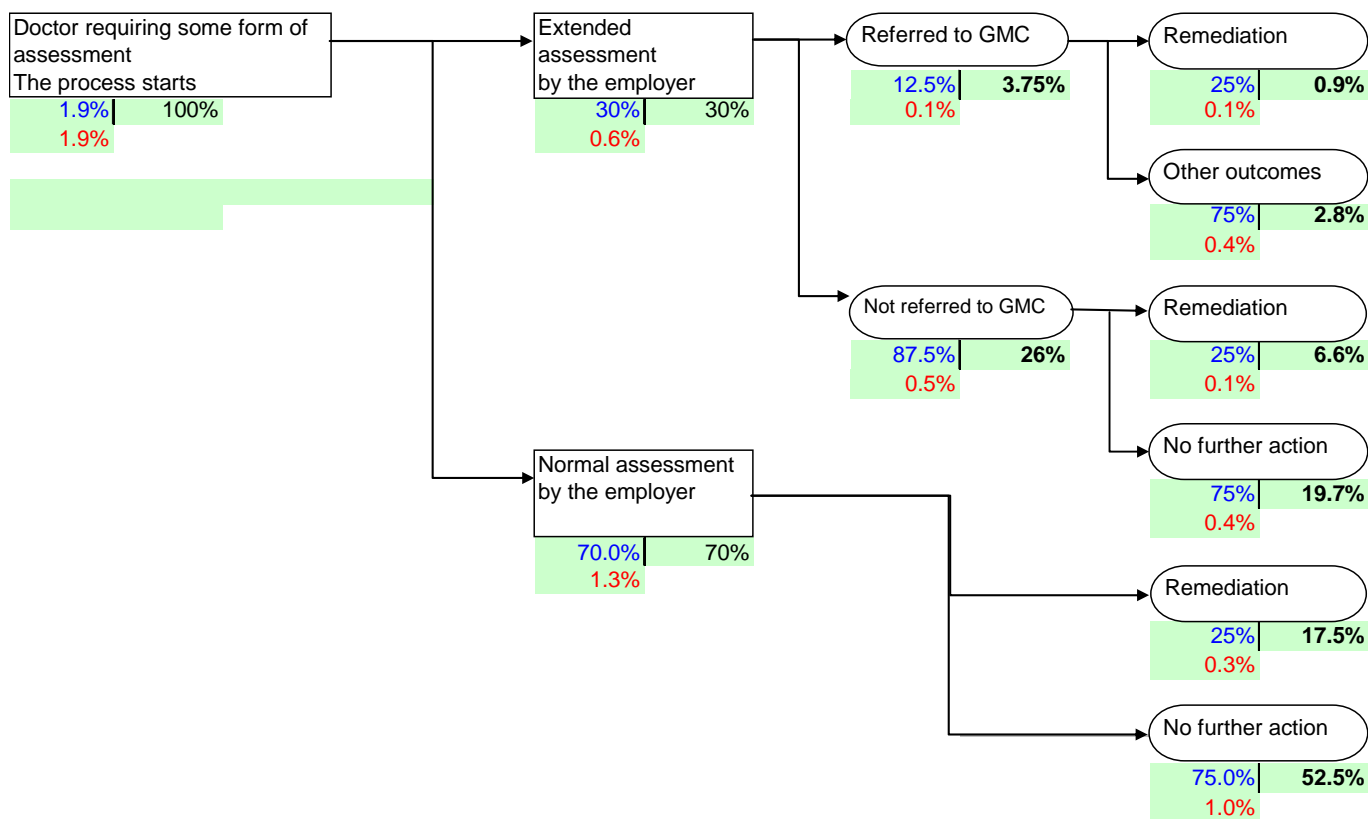 Doctor requiring some form of
assessment
The process starts
1.9% 100%
1.9%
Extended
assessment
by the employer
30% 30%
0.6%
Referred to GMC
12.5% 3.75%
0.1%
Remediation
25% 0.9%
0.1%
Other outcomes
75% 2.8%
0.4%
Not referred to GMC
87.5% 26%
0.5%
Remediation
25% 6.6%
0.1%
No further action
75% 19.7%
0.4%
Normal assessment
by the employer
70.0% 70%
1.3%
Remediation
25% 17.5%
0.3%
No further action
75.0% 52.5%
1.0%